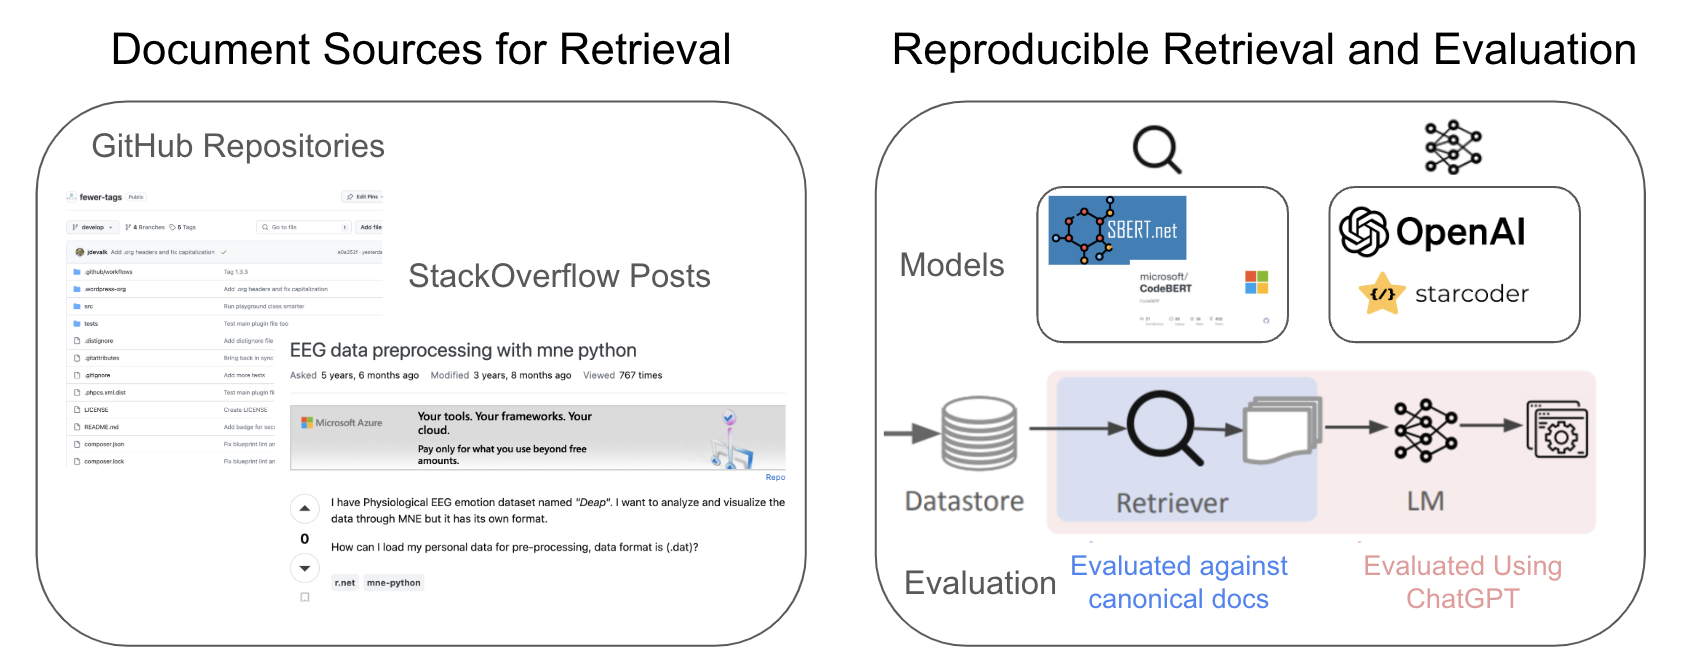 Document Sources for Retrieval
GitHub Repositories
fewer-tags Public
Edit Pins
develop 4 Branches 5 Tags Go to file t Add file
jdevalk Add .org headers and fix capitalization e0a352f · yesterda
.github/workflows Tag 1.3.3
.wordpress-org Add .org headers and fix capitalization
src Run playground class smarter
tests Test main plugin file too
.distignore Add distignore file
.gitattributes Bring back in sync
.gitignore Add more tests
.phpcs.xml.dist Test main plugin fil
LICENSE Create LICENSE
README.md Add badge for secu
composer.json Fix blueprint lint an
composer.lock Fix blueprint lint an
StackOverflow Posts
EEG data preprocessing with mne python
Asked 5 years, 6 months ago Modified 3 years, 8 months ago Viewed 767 times
Microsoft Azure
Your tools. Your frameworks. Your
cloud.
Pay only for what you use beyond free
amounts.
Repo
I have Physiological EEG emotion dataset named "Deap". I want to analyze and visualize the
data through MNE but it has its own format.
0
How can I load my personal data for pre-processing, data format is (.dat)?
r.net mne-python
Reproducible Retrieval and Evaluation
Models
SBERT.net
microsoft/
CodeBERT
CodeBERT
OpenAI
{/} starcoder
Datastore
Retriever
LM
Evaluation
Evaluated against
canonical docs
Evaluated Using
ChatGPT